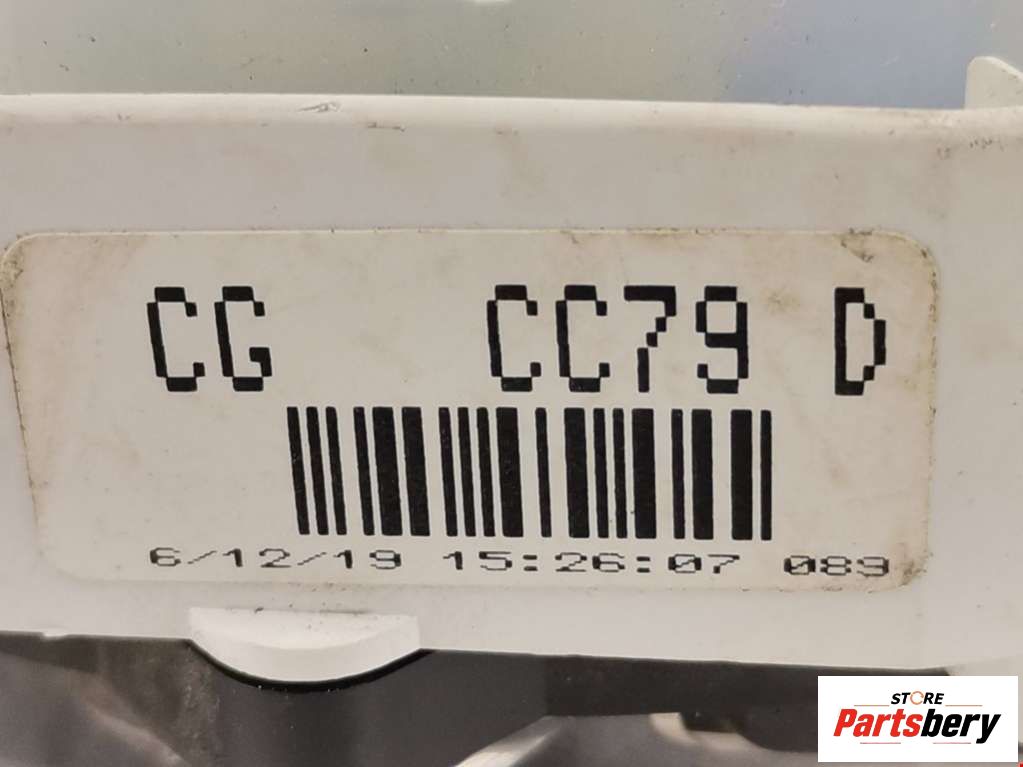 CG CC79 D
6/12/19 15:26:07 089
STORE
Partsbery